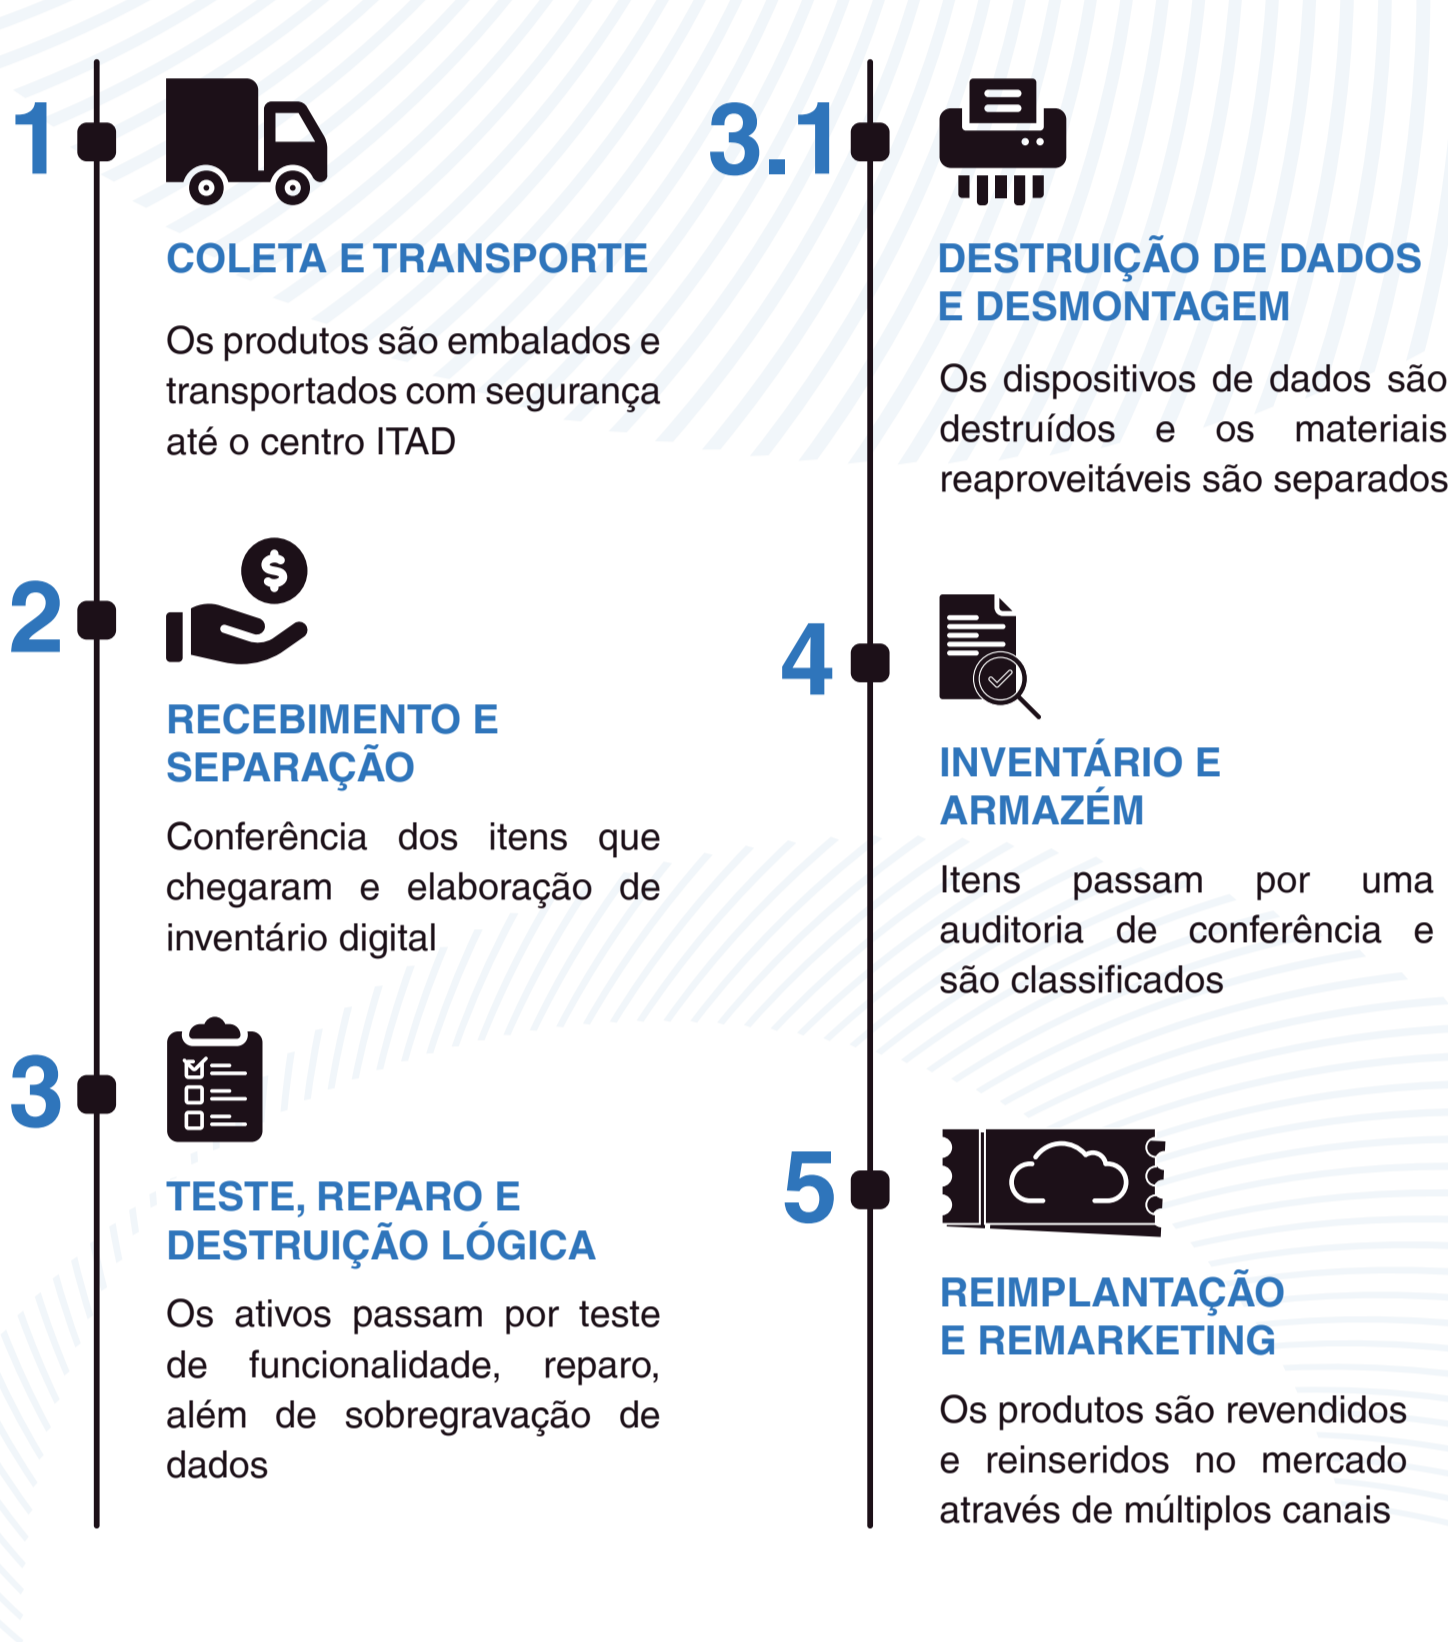 1
COLETA E TRANSPORTE
Os produtos são embalados e
transportados com segurança
até o centro ITAD
2
$
RECEBIMENTO E
SEPARAÇÃO
Conferência dos itens que
chegaram e elaboração de
inventário digital
3
TESTE, REPARO E
DESTRUIÇÃO LÓGICA
Os ativos passam por teste
de funcionalidade, reparo,
além de sobregravação de
dados
3.1
DESTRUIÇÃO DE DADOS
E DESMONTAGEM
Os dispositivos de dados são
destruídos e os materiais
reaproveitáveis são separados
4
INVENTÁRIO E
ARMAZÉM
Itens passam por uma
auditoria de conferência e
são classificados
5
REIMPLANTAÇÃO
E REMARKETING
Os produtos são revendidos
e reinseridos no mercado
através de múltiplos canais